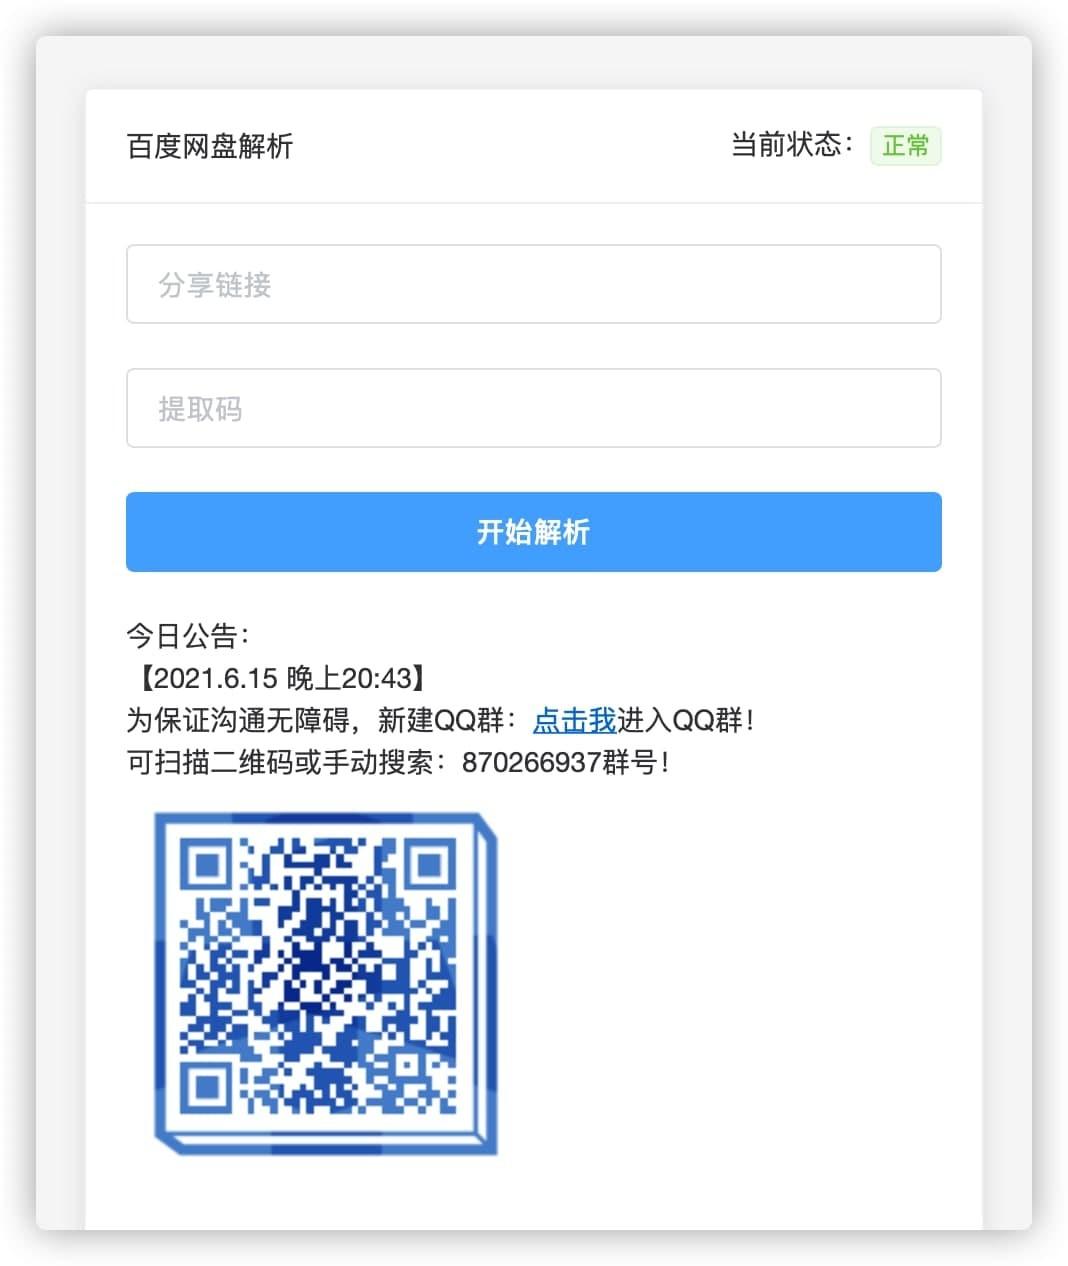 百度网盘解析
当前状态：正常
分享链接
提取码
开始解析
今日公告：
【2021.6.15 晚上20:43】
为保证沟通无障碍，新建QQ群：点击我进入QQ群！
可扫描二维码或手动搜索：870266937群号！